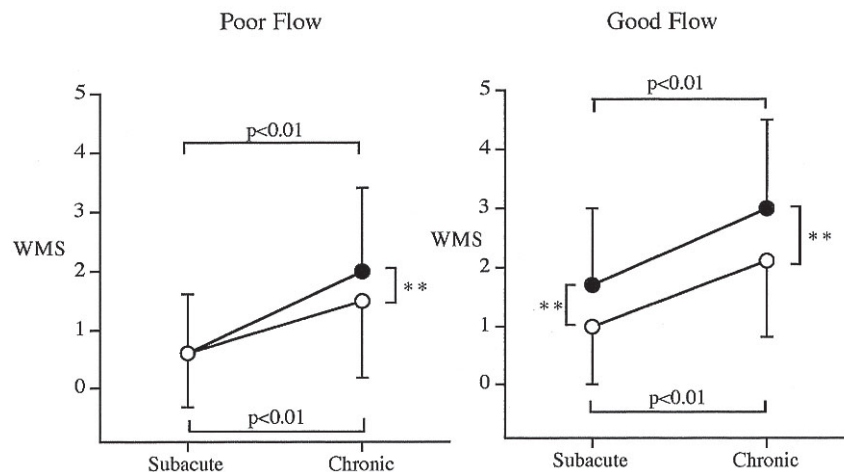 Poor Flow
5
4
3
2
1
0
WMS
p<0.01
**
p<0.01
Subacute
Chronic
Good Flow
5
4
3
2
1
0
WMS
p<0.01
**
**
p<0.01
Subacute
Chronic